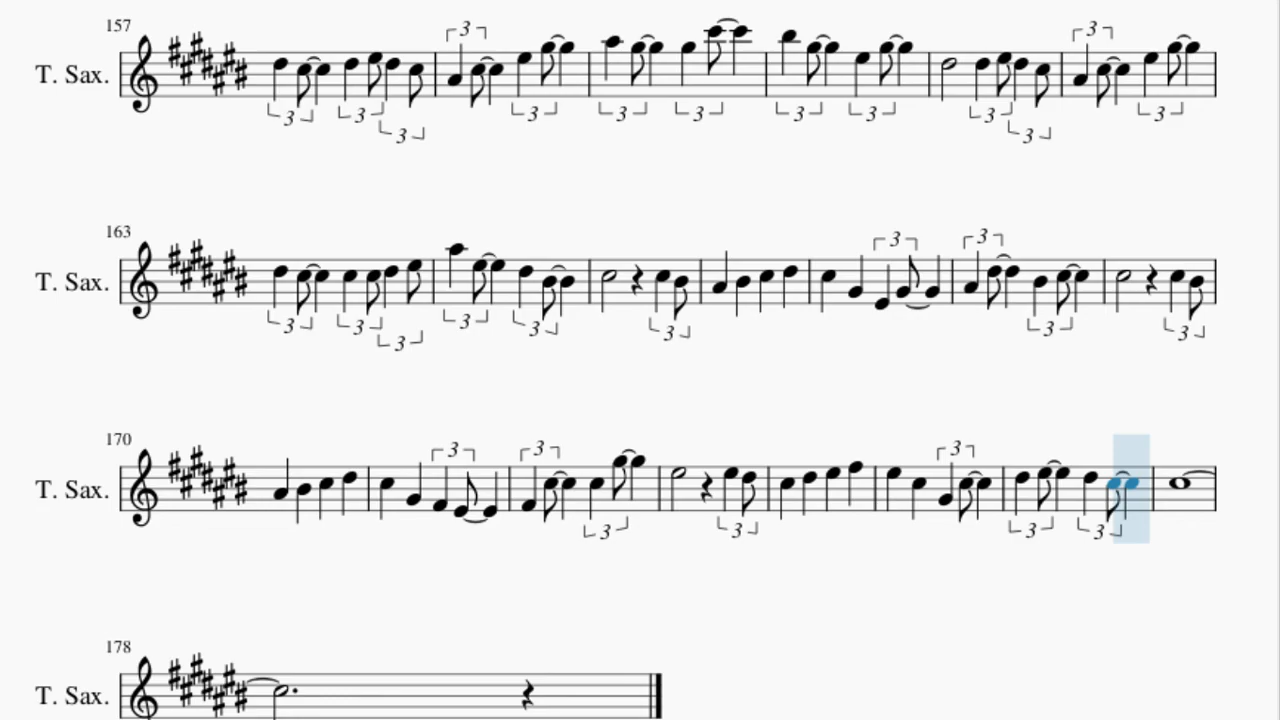 157
3 3 3 3 3 3 3 3 3 3 3 3 3
T. Sax.
163
3 3 3 3 3 3 3 3 3 3
T. Sax.
170
3 3 3 3 3 3 3
T. Sax.
178
T. Sax.